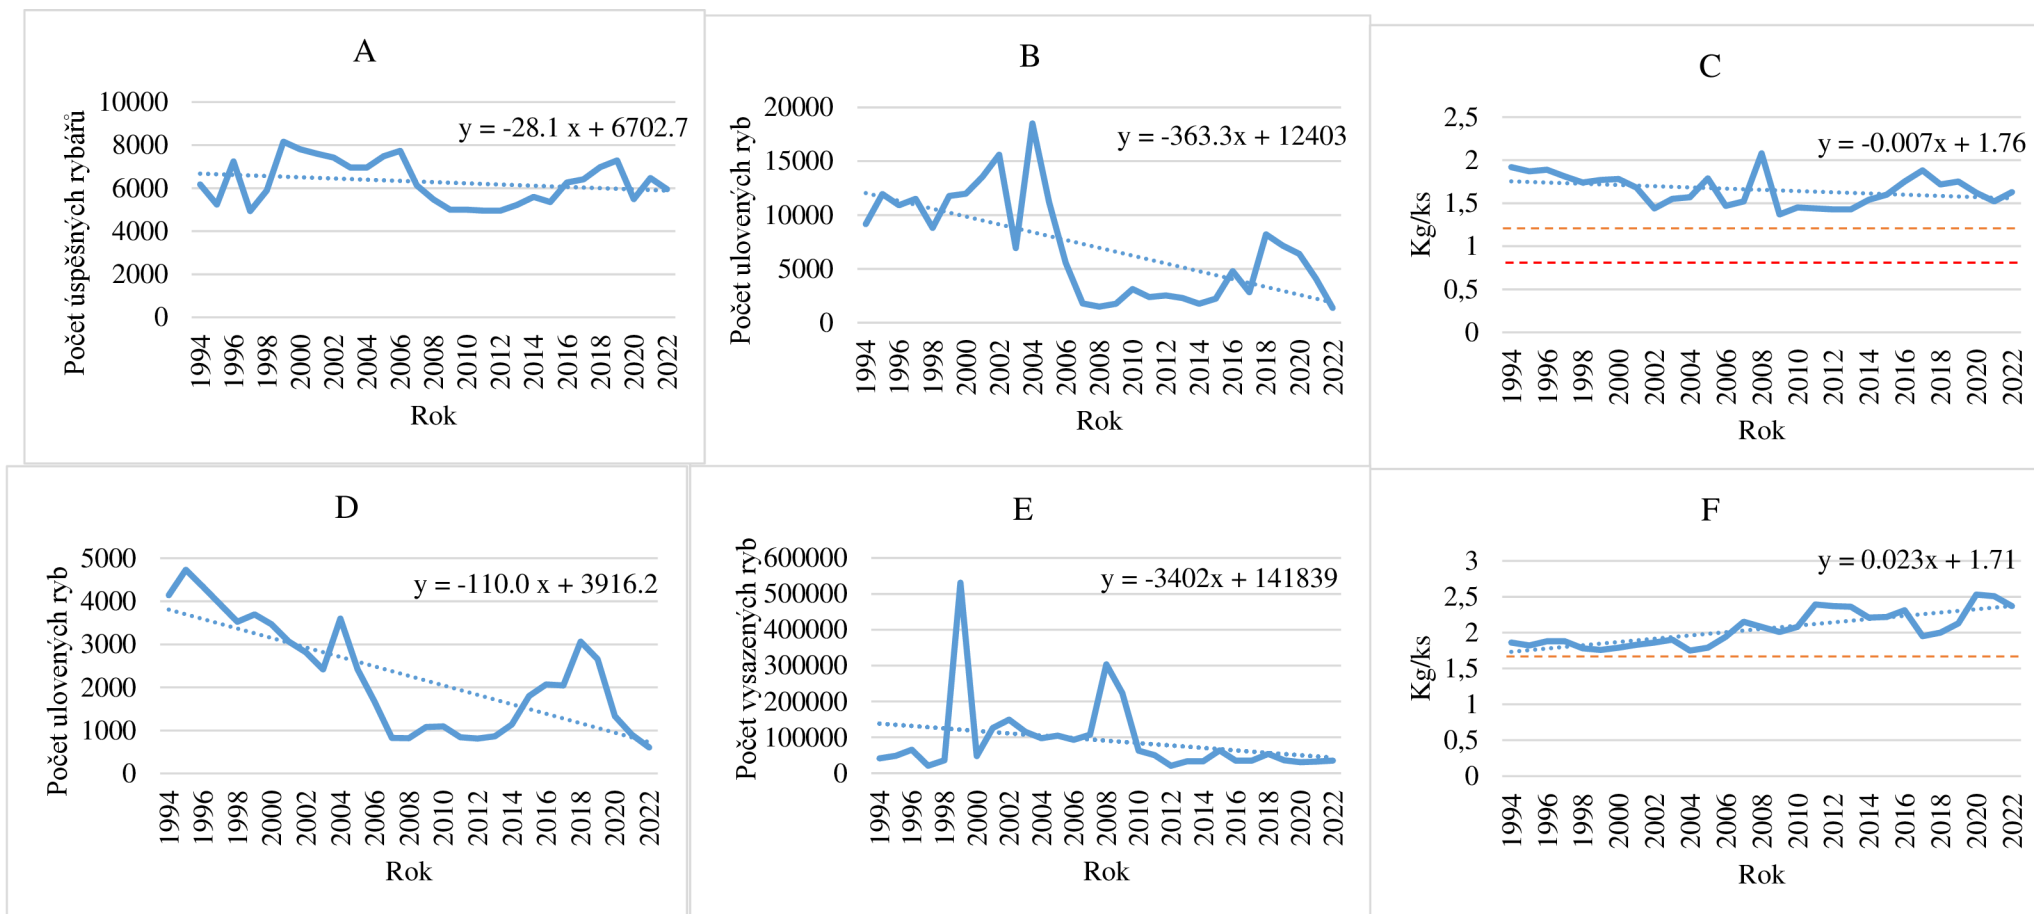 A
Počet úspěšných rybářů
10000
8000
6000
4000
2000
0
y = -28.1 x + 6702.7
1994 1996 1998 2000 2002 2004 2006 2008 2010 2012 2014 2016 2018 2020 2022
Rok
B
Počet ulovených ryb
20000
15000
10000
5000
0
y = -363.3x + 12403
1994 1996 1998 2000 2002 2004 2006 2008 2010 2012 2014 2016 2018 2020 2022
Rok
C
Kg/ks
2,5
2
1,5
1
0,5
0
y = -0.007x + 1.76
1994 1996 1998 2000 2002 2004 2006 2008 2010 2012 2014 2016 2018 2020 2022
Rok
D
Počet ulovených ryb
5000
4000
3000
2000
1000
0
y = -110.0 x + 3916.2
1994 1996 1998 2000 2002 2004 2006 2008 2010 2012 2014 2016 2018 2020 2022
Rok
E
Počet vysazených ryb
600000
500000
400000
300000
200000
100000
0
y = -3402x + 141839
1994 1996 1998 2000 2002 2004 2006 2008 2010 2012 2014 2016 2018 2020 2022
Rok
F
Kg/ks
3
2,5
2
1,5
1
0,5
0
y = 0.023x + 1.71
1994 1996 1998 2000 2002 2004 2006 2008 2010 2012 2014 2016 2018 2020 2022
Rok